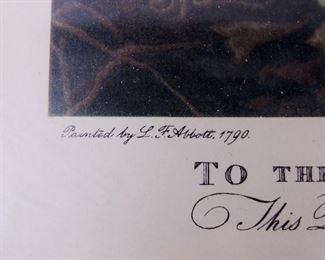 Painted by L. F. Abbott, 1790.
TO THE
This